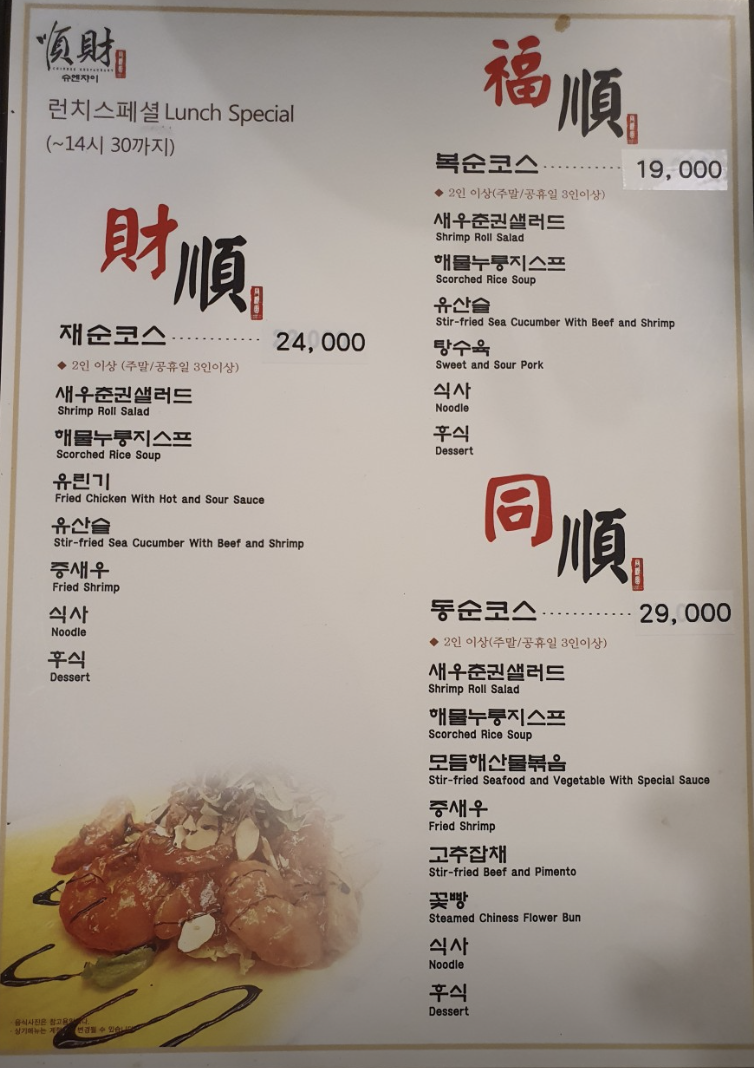 順財
CHINESE RESTAURANT
슈엔차이
런치스페셜 Lunch Special
(~14시 30까지)
財順
재순코스 ............ 24,000
◆ 2인 이상 (주말/공휴일 3인이상)
새우춘권샐러드
Shrimp Roll Salad
해물누룽지스프
Scorched Rice Soup
유린기
Fried Chicken With Hot and Sour Sauce
유산슬
Stir-fried Sea Cucumber With Beef and Shrimp
중새우
Fried Shrimp
식사
Noodle
후식
Dessert
福順
복순코스 ............ 19,000
◆ 2인 이상(주말/공휴일 3인이상)
새우춘권샐러드
Shrimp Roll Salad
해물누룽지스프
Scorched Rice Soup
유산슬
Stir-fried Sea Cucumber With Beef and Shrimp
탕수육
Sweet and Sour Pork
식사
Noodle
후식
Dessert
同順
동순코스 ............ 29,000
◆ 2인 이상(주말/공휴일 3인이상)
새우춘권샐러드
Shrimp Roll Salad
해물누룽지스프
Scorched Rice Soup
모듬해산물볶음
Stir-fried Seafood and Vegetable With Special Sauce
중새우
Fried Shrimp
고추잡채
Stir-fried Beef and Pimento
꽃빵
Steamed Chiness Flower Bun
식사
Noodle
후식
Dessert
· 음식사진은
· 상기메뉴는 변경될 수